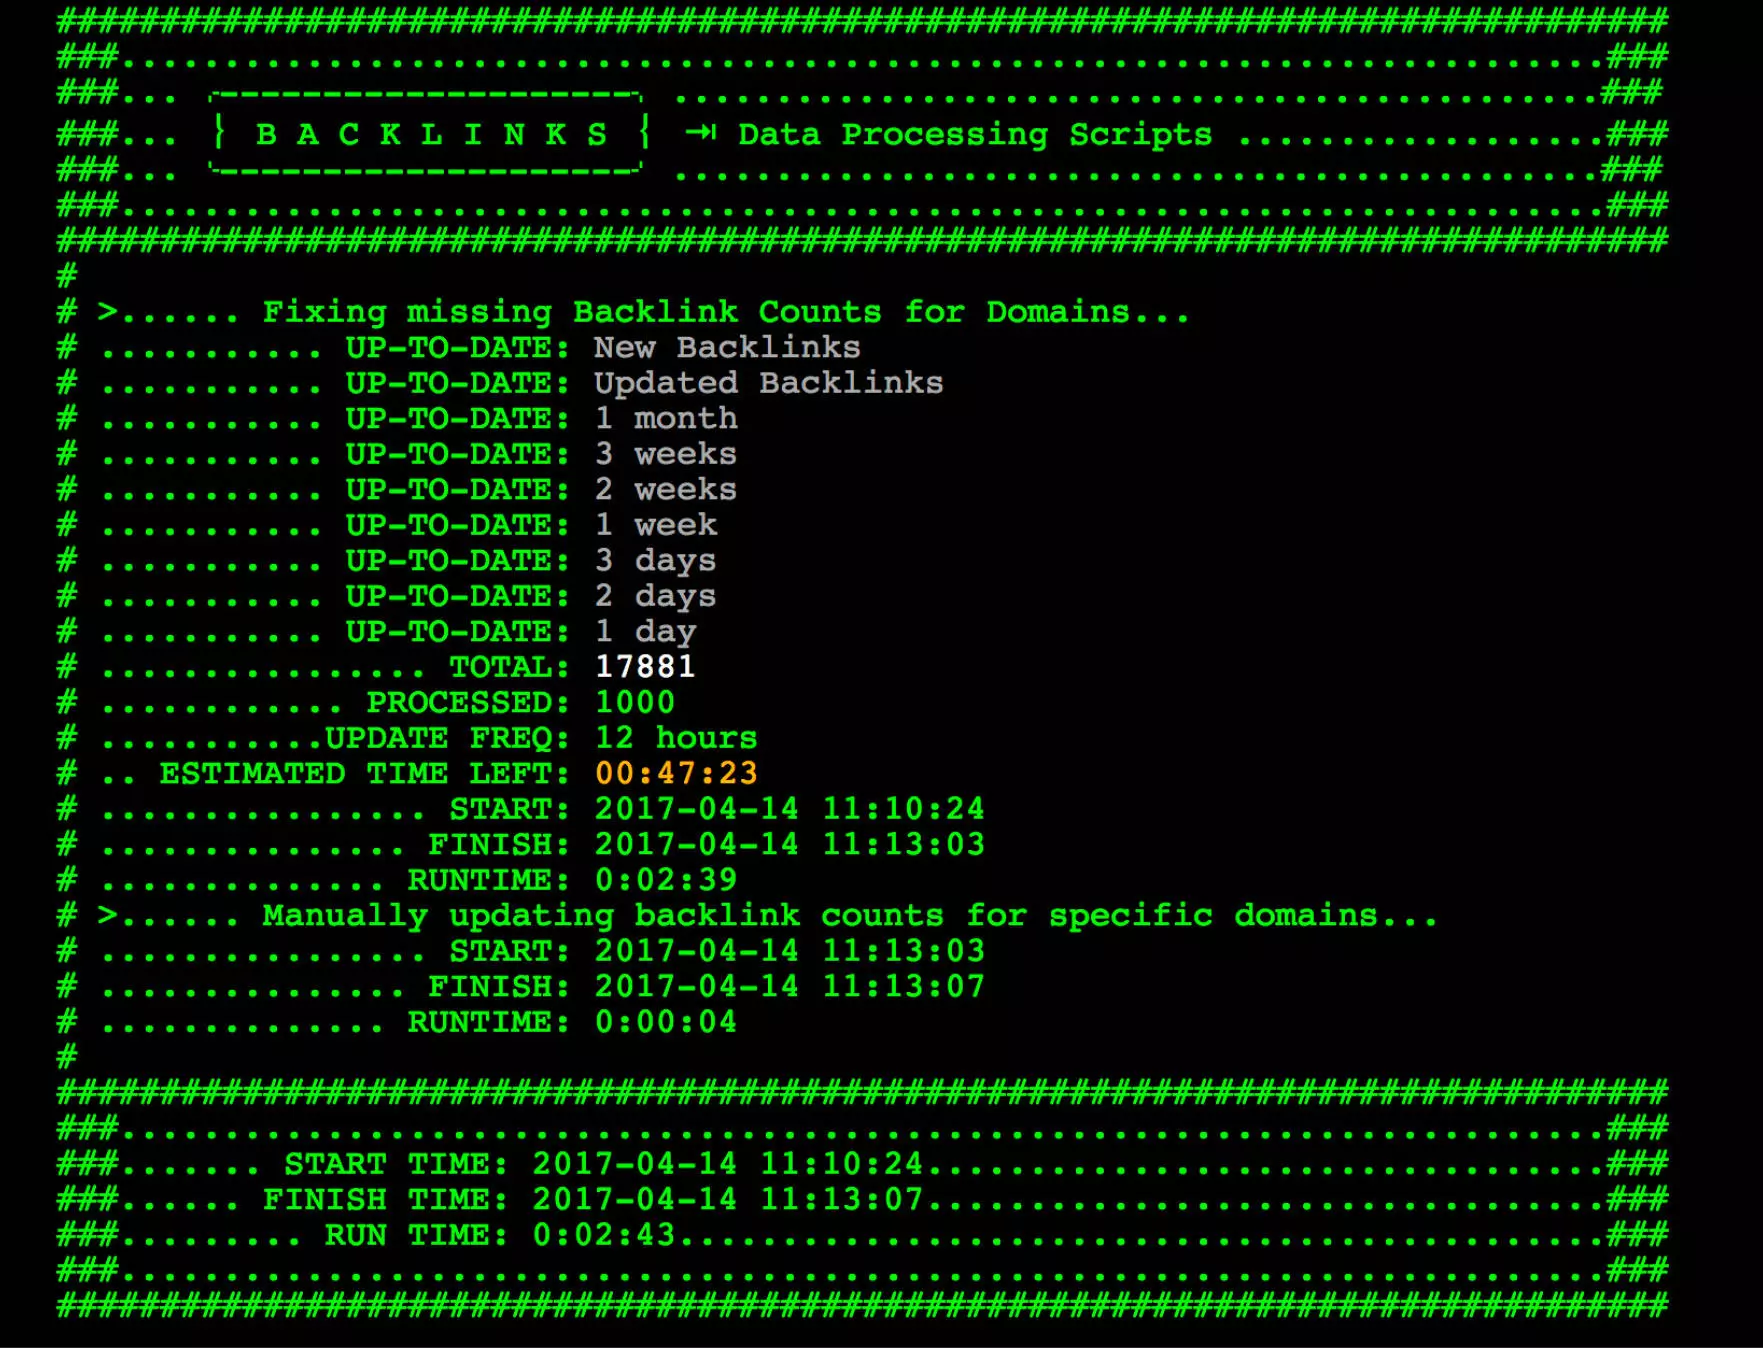 ##############################################################################
###........................................................................###
###... ,--------------------, .............................................###
###... } B A C K L I N K S { ⇥ Data Processing Scripts ..................###
###... '--------------------' .............................................###
###........................................................................###
##############################################################################
#
# >...... Fixing missing Backlink Counts for Domains...
# ........... UP-TO-DATE: New Backlinks
# ........... UP-TO-DATE: Updated Backlinks
# ........... UP-TO-DATE: 1 month
# ........... UP-TO-DATE: 3 weeks
# ........... UP-TO-DATE: 2 weeks
# ........... UP-TO-DATE: 1 week
# ........... UP-TO-DATE: 3 days
# ........... UP-TO-DATE: 2 days
# ........... UP-TO-DATE: 1 day
# ................ TOTAL: 17881
# ............ PROCESSED: 1000
# ...........UPDATE FREQ: 12 hours
# .. ESTIMATED TIME LEFT: 00:47:23
# ................ START: 2017-04-14 11:10:24
# ............... FINISH: 2017-04-14 11:13:03
# .............. RUNTIME: 0:02:39
# >...... Manually updating backlink counts for specific domains...
# ................ START: 2017-04-14 11:13:03
# ............... FINISH: 2017-04-14 11:13:07
# .............. RUNTIME: 0:00:04
#
##############################################################################
###........................................................................###
###....... START TIME: 2017-04-14 11:10:24.................................###
###...... FINISH TIME: 2017-04-14 11:13:07.................................###
###......... RUN TIME: 0:02:43.............................................###
###........................................................................###
##############################################################################